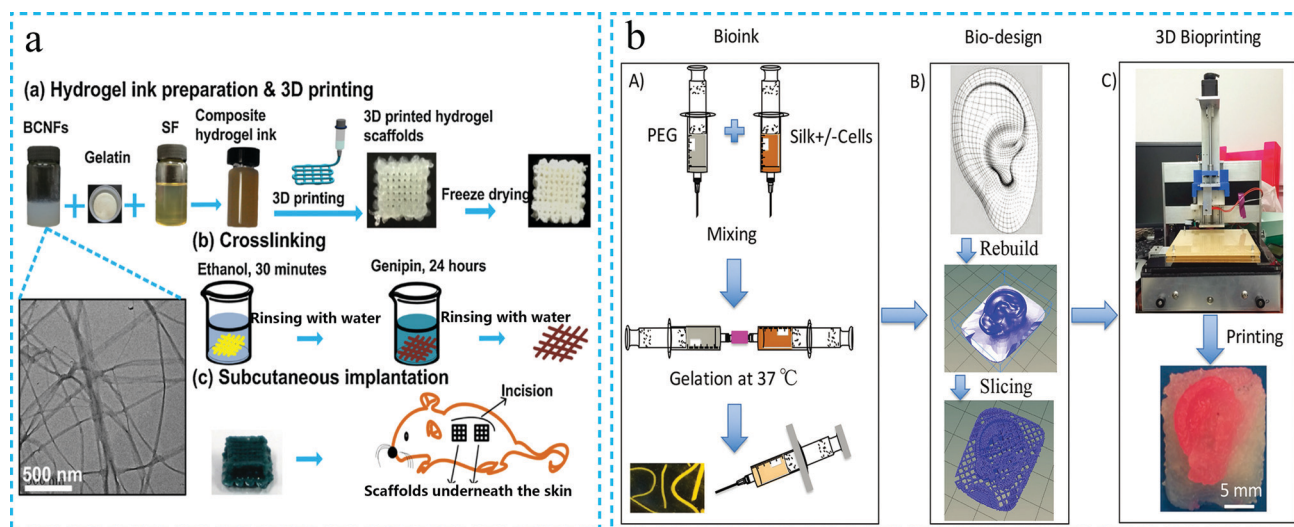 a
(a) Hydrogel ink preparation & 3D printing
BCNFs
Gelatin
SF
Composite
hydrogel ink
3D printing
3D printed hydrogel
scaffolds
Freeze drying
(b) Crosslinking
Ethanol, 30 minutes
Rinsing with water
Genipin, 24 hours
Rinsing with water
500 nm
(c) Subcutaneous implantation
Incision
Scaffolds underneath the skin
b
Bioink
A)
PEG
Silk+/-Cells
Mixing
Gelation at 37 ℃
Bio-design
B)
Rebuild
Slicing
3D Bioprinting
C)
Printing
5 mm